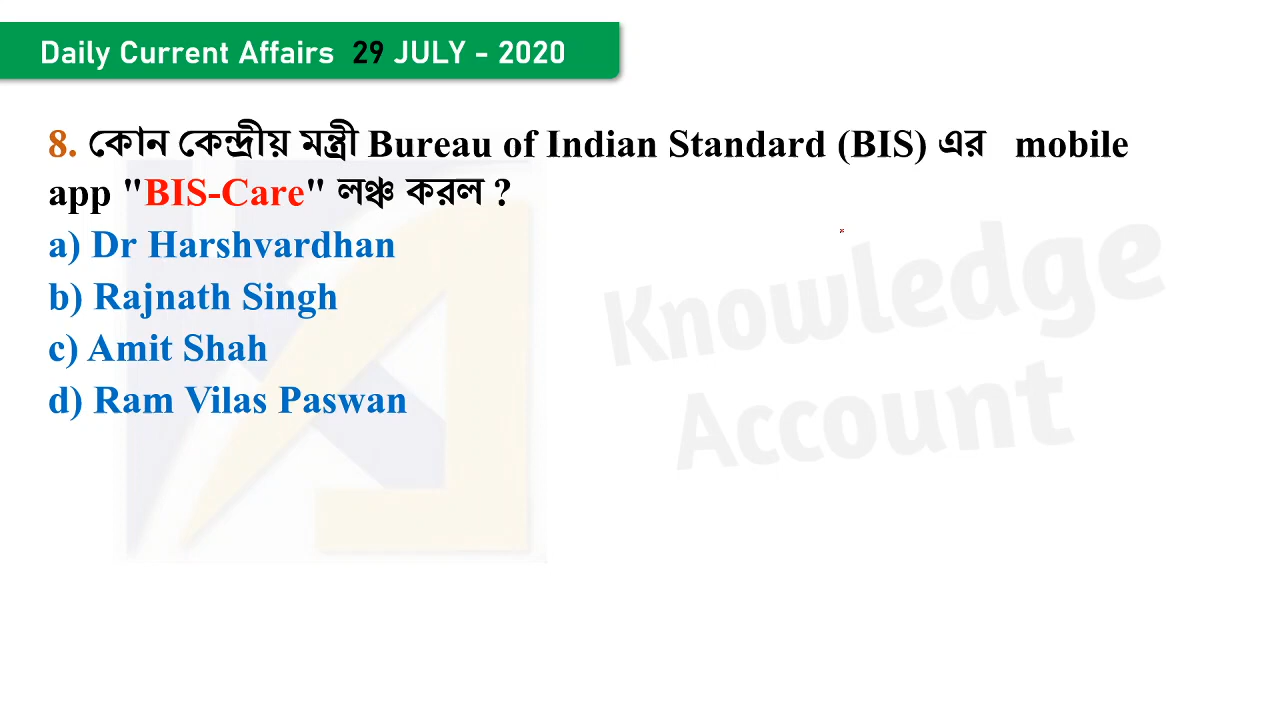 Daily Current Affairs 29 JULY - 2020
8. কোন কেন্দ্রীয় মন্ত্রী Bureau of Indian Standard (BIS) এর mobile
app "BIS-Care" লঞ্চ করল ?
a) Dr Harshvardhan
b) Rajnath Singh
c) Amit Shah
d) Ram Vilas Paswan
Knowledge
Account